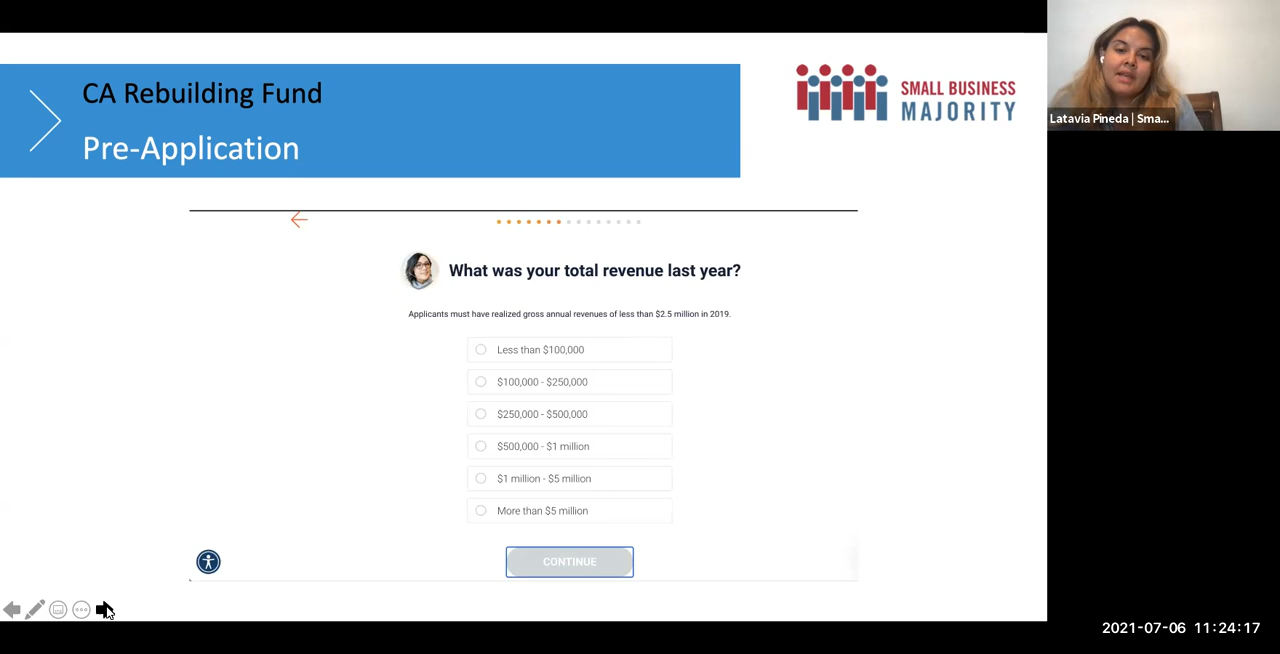 CA Rebuilding Fund
Pre-Application
SMALL BUSINESS
MAJORITY
Latavia Pineda | Sma...
What was your total revenue last year?
Applicants must have realized gross annual revenues of less than $2.5 million in 2019.
Less than $100,000
$100,000 - $250,000
$250,000 - $500,000
$500,000 - $1 million
$1 million - $5 million
More than $5 million
CONTINUE
2021-07-06 11:24:17